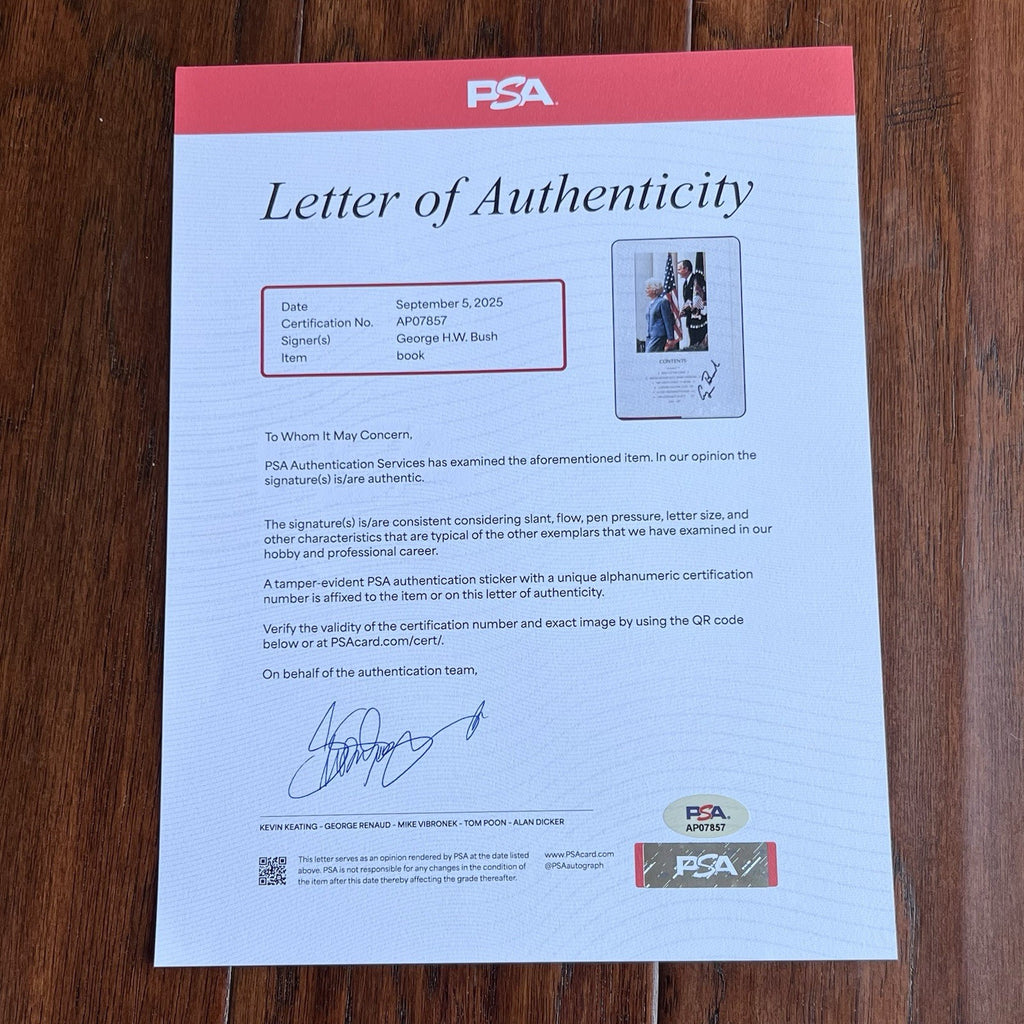 PSA
Letter of Authenticity
Date September 5, 2025
Certification No. AP07857
Signer(s) George H.W. Bush
Item book
CONTENTS
To Whom It May Concern,
PSA Authentication Services has examined the aforementioned item. In our opinion the
signature(s) is/are authentic.
The signature(s) is/are consistent considering slant, flow, pen pressure, letter size, and
other characteristics that are typical of the other exemplars that we have examined in our
hobby and professional career.
A tamper-evident PSA authentication sticker with a unique alphanumeric certification
number is affixed to the item or on this letter of authenticity.
Verify the validity of the certification number and exact image by using the QR code
below or at PSAcard.com/cert/.
On behalf of the authentication team,
KEVIN KEATING - GEORGE RENAUD - MIKE VIBRONEK - TOM POON - ALAN DICKER
This letter serves as an opinion rendered by PSA at the date listed
above. PSA is not responsible for any changes in the condition of
the item after this date thereby affecting the grade thereafter.
www.PSAcard.com
@PSAautograph
PSA
AP07857
PSA